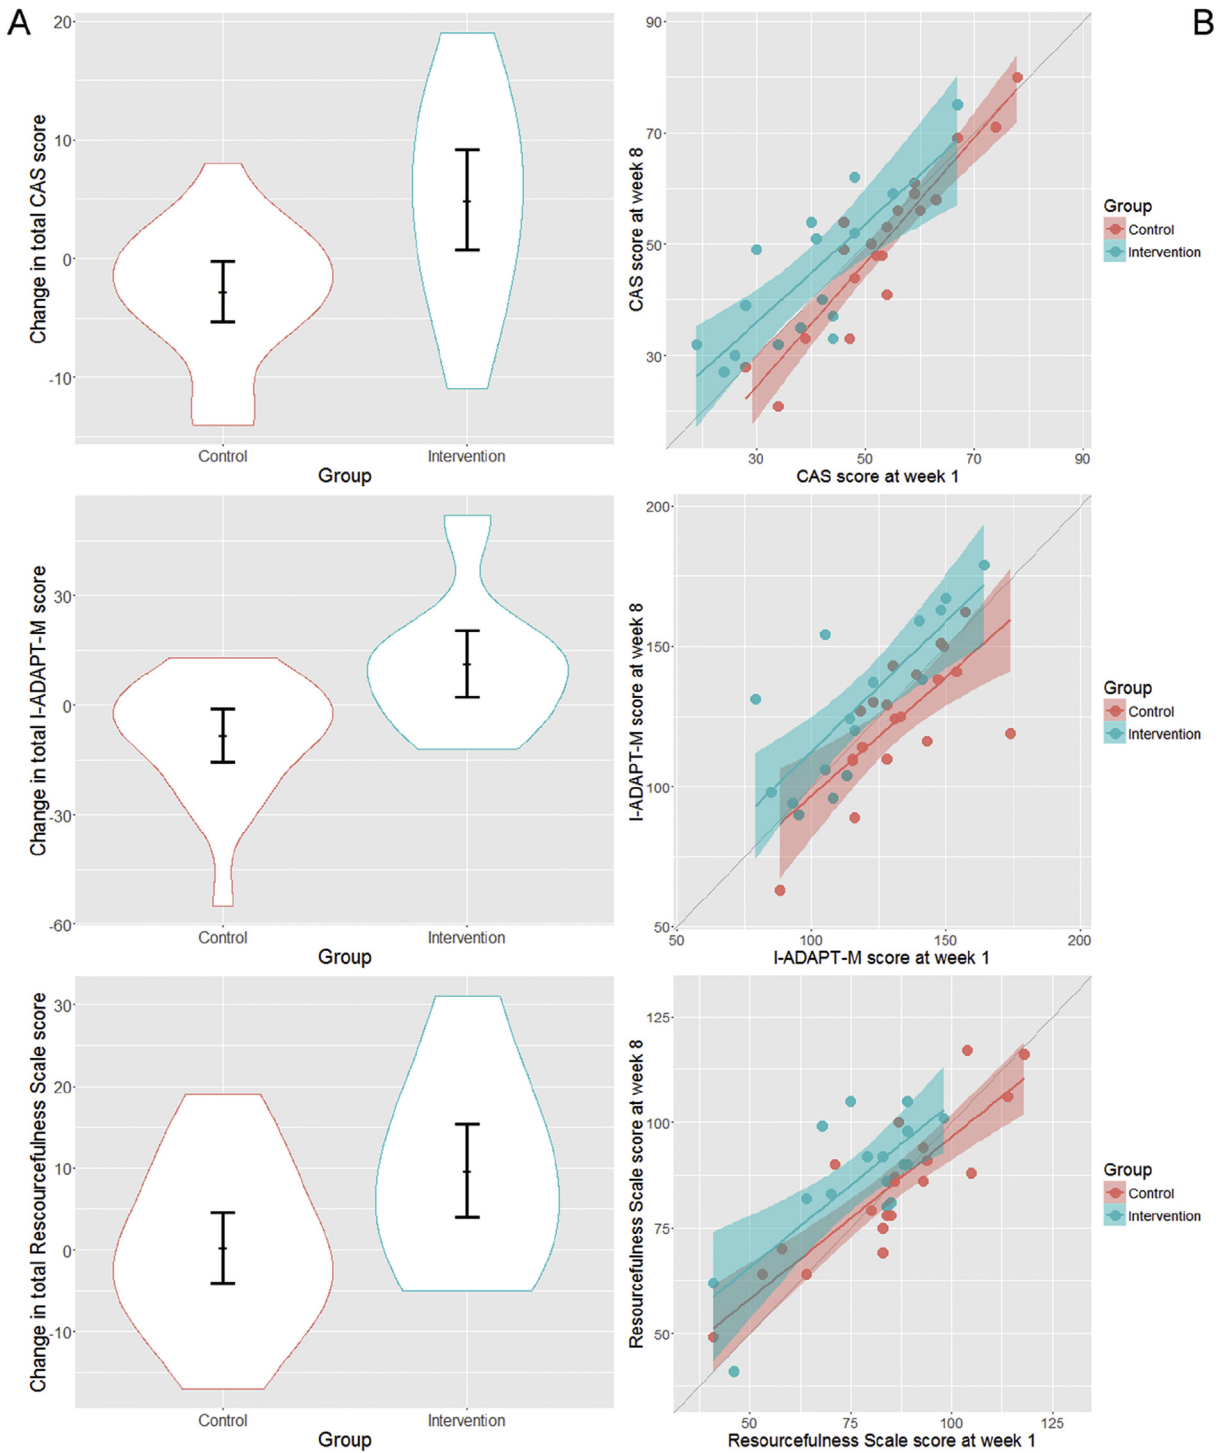 A
B
Change in total CAS score
20
10
0
-10
Control
Intervention
Group
CAS score at week 8
90
70
50
30
30
50
70
90
CAS score at week 1
Group
Control
Intervention
Change in total I-ADAPT-M score
30
0
-30
-60
Control
Intervention
Group
I-ADAPT-M score at week 8
200
150
100
50
50
100
150
200
I-ADAPT-M score at week 1
Group
Control
Intervention
Change in total Rescourcefulness Scale score
30
20
10
0
-10
Control
Intervention
Group
Resourcefulness Scale score at week 8
125
100
75
50
50
75
100
125
Resourcefulness Scale score at week 1
Group
Control
Intervention